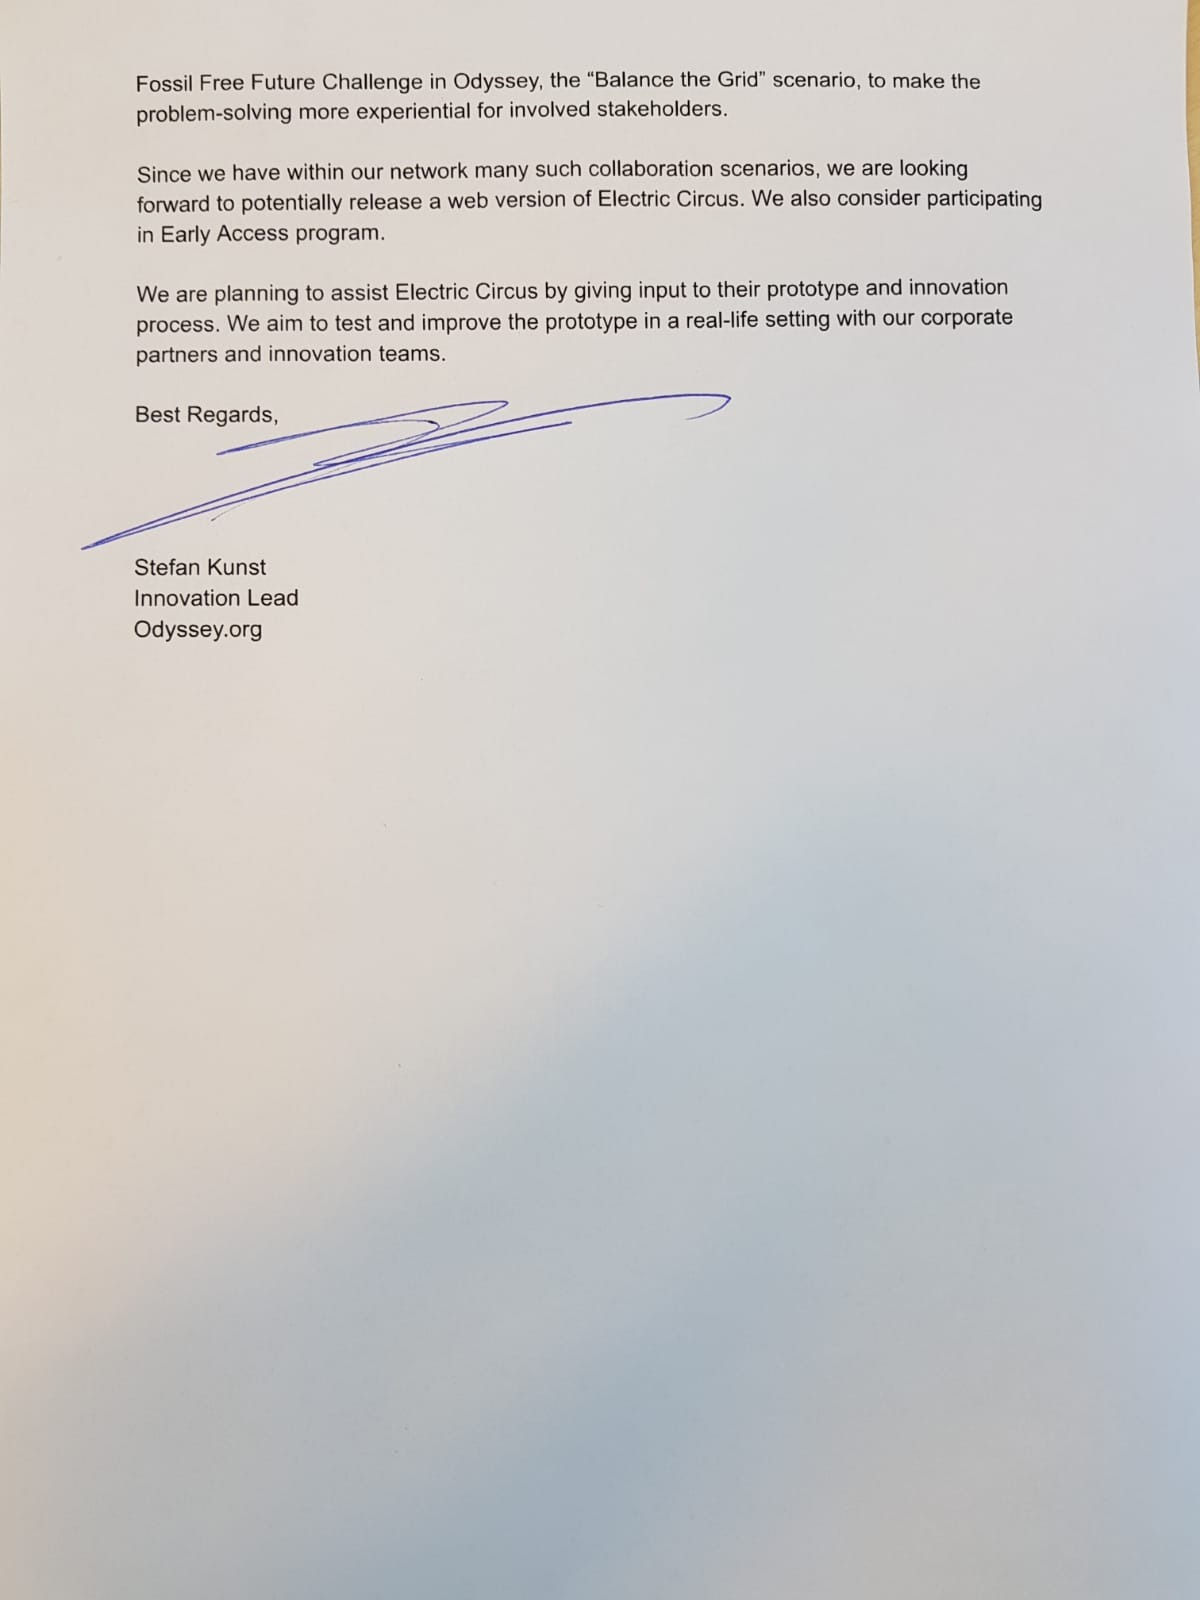 Fossil Free Future Challenge in Odyssey, the “Balance the Grid” scenario, to make the
problem-solving more experiential for involved stakeholders.
Since we have within our network many such collaboration scenarios, we are looking
forward to potentially release a web version of Electric Circus. We also consider participating
in Early Access program.
We are planning to assist Electric Circus by giving input to their prototype and innovation
process. We aim to test and improve the prototype in a real-life setting with our corporate
partners and innovation teams.
Best Regards,
Stefan Kunst
Innovation Lead
Odyssey.org